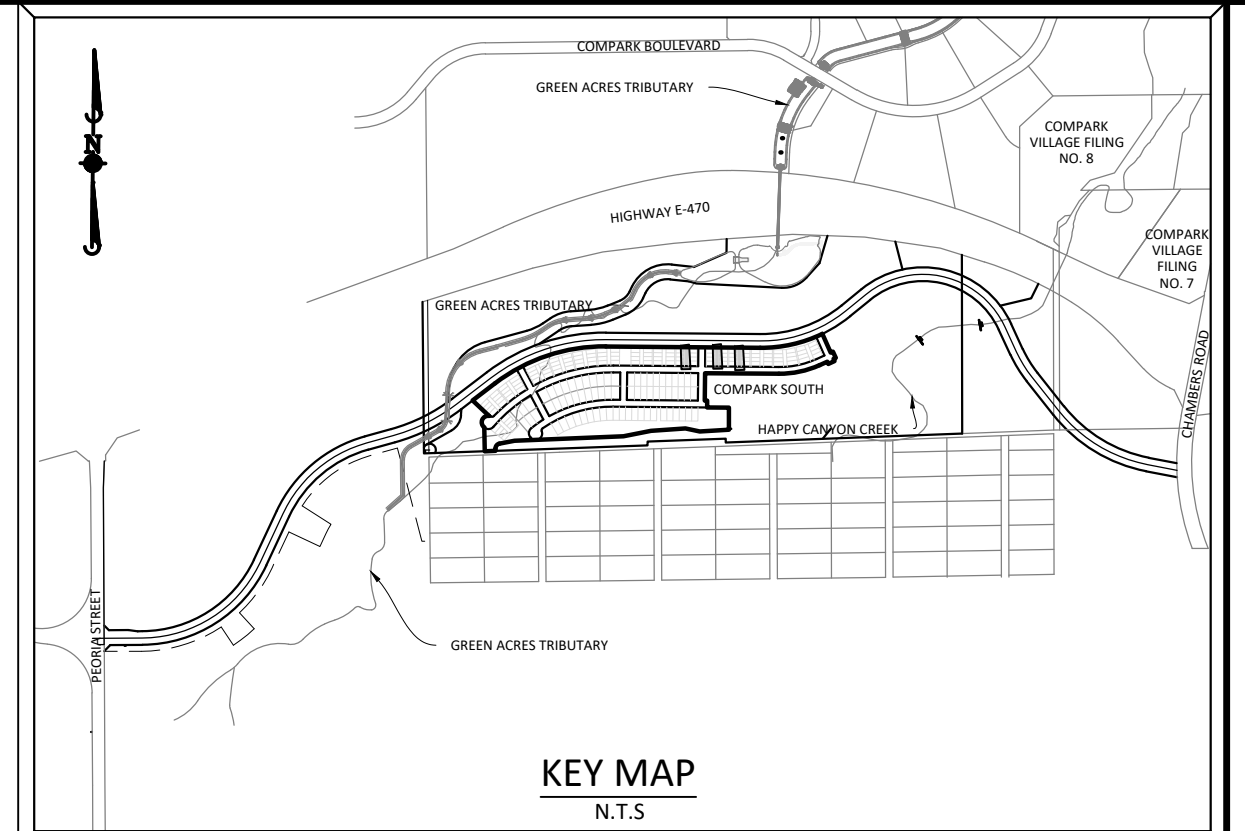 COMPARK BOULEVARD
GREEN ACRES TRIBUTARY
N
COMPARK
VILLAGE FILING
NO. 8
HIGHWAY E-470
COMPARK
VILLAGE
FILING
NO. 7
GREEN ACRES TRIBUTARY
CHAMBERS ROAD
COMPARK SOUTH
HAPPY CANYON CREEK
PEORIA STREET
GREEN ACRES TRIBUTARY
KEY MAP
N.T.S